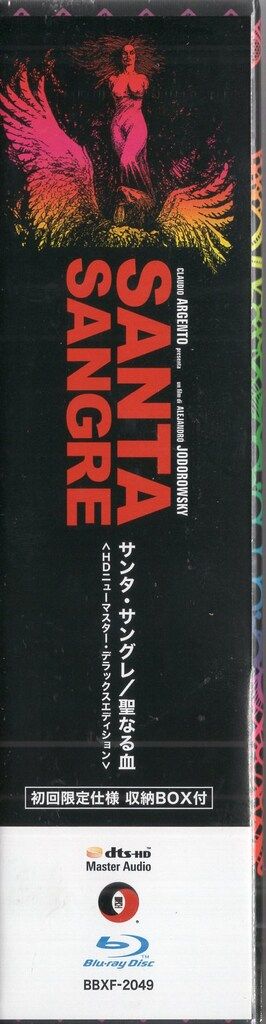 CLAUDIO ARGENTO presenta un film di ALEJANDRO JODOROWSKY
SANTA
SANGRE
サンタ・サングレ／聖なる血
<HDニューマスター・デラックスエディション>
初回限定仕様 収納BOX付
dts-HD
Master Audio
Blu-ray Disc TM
BBXF-2049